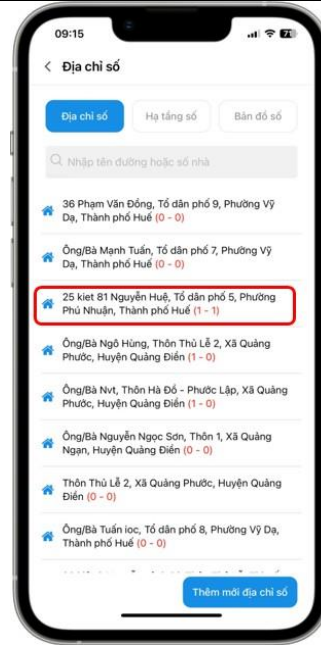 09:15
Địa chỉ số
Địa chỉ số
Hạ tầng số
Bản đồ số
Nhập tên đường hoặc số nhà
36 Phạm Văn Đồng, Tổ dân phố 9, Phường Vỹ
Dạ, Thành phố Huế (0 - 0)
Ông/Bà Mạnh Tuấn, Tổ dân phố 7, Phường Vỹ
Dạ, Thành phố Huế (0 - 0)
25 kiet 81 Nguyễn Huệ, Tổ dân phố 5, Phường
Phú Nhuận, Thành phố Huế (1 - 1)
Ông/Bà Ngô Hùng, Thôn Thủ Lễ 2, Xã Quảng
Phước, Huyện Quảng Điền (1 - 0)
Ông/Bà Nvt, Thôn Hà Đồ - Phước Lập, Xã Quảng
Phước, Huyện Quảng Điền (1 - 0)
Ông/Bà Nguyễn Ngọc Sơn, Thôn 1, Xã Quảng
Ngạn, Huyện Quảng Điền (0 - 0)
Thôn Thủ Lễ 2, Xã Quảng Phước, Huyện Quảng
Điền (0 - 0)
Ông/Bà Tuấn ioc, Tổ dân phố 8, Phường Vỹ Dạ,
Thành phố Huế (0 - 0)
Thêm mới địa chỉ số